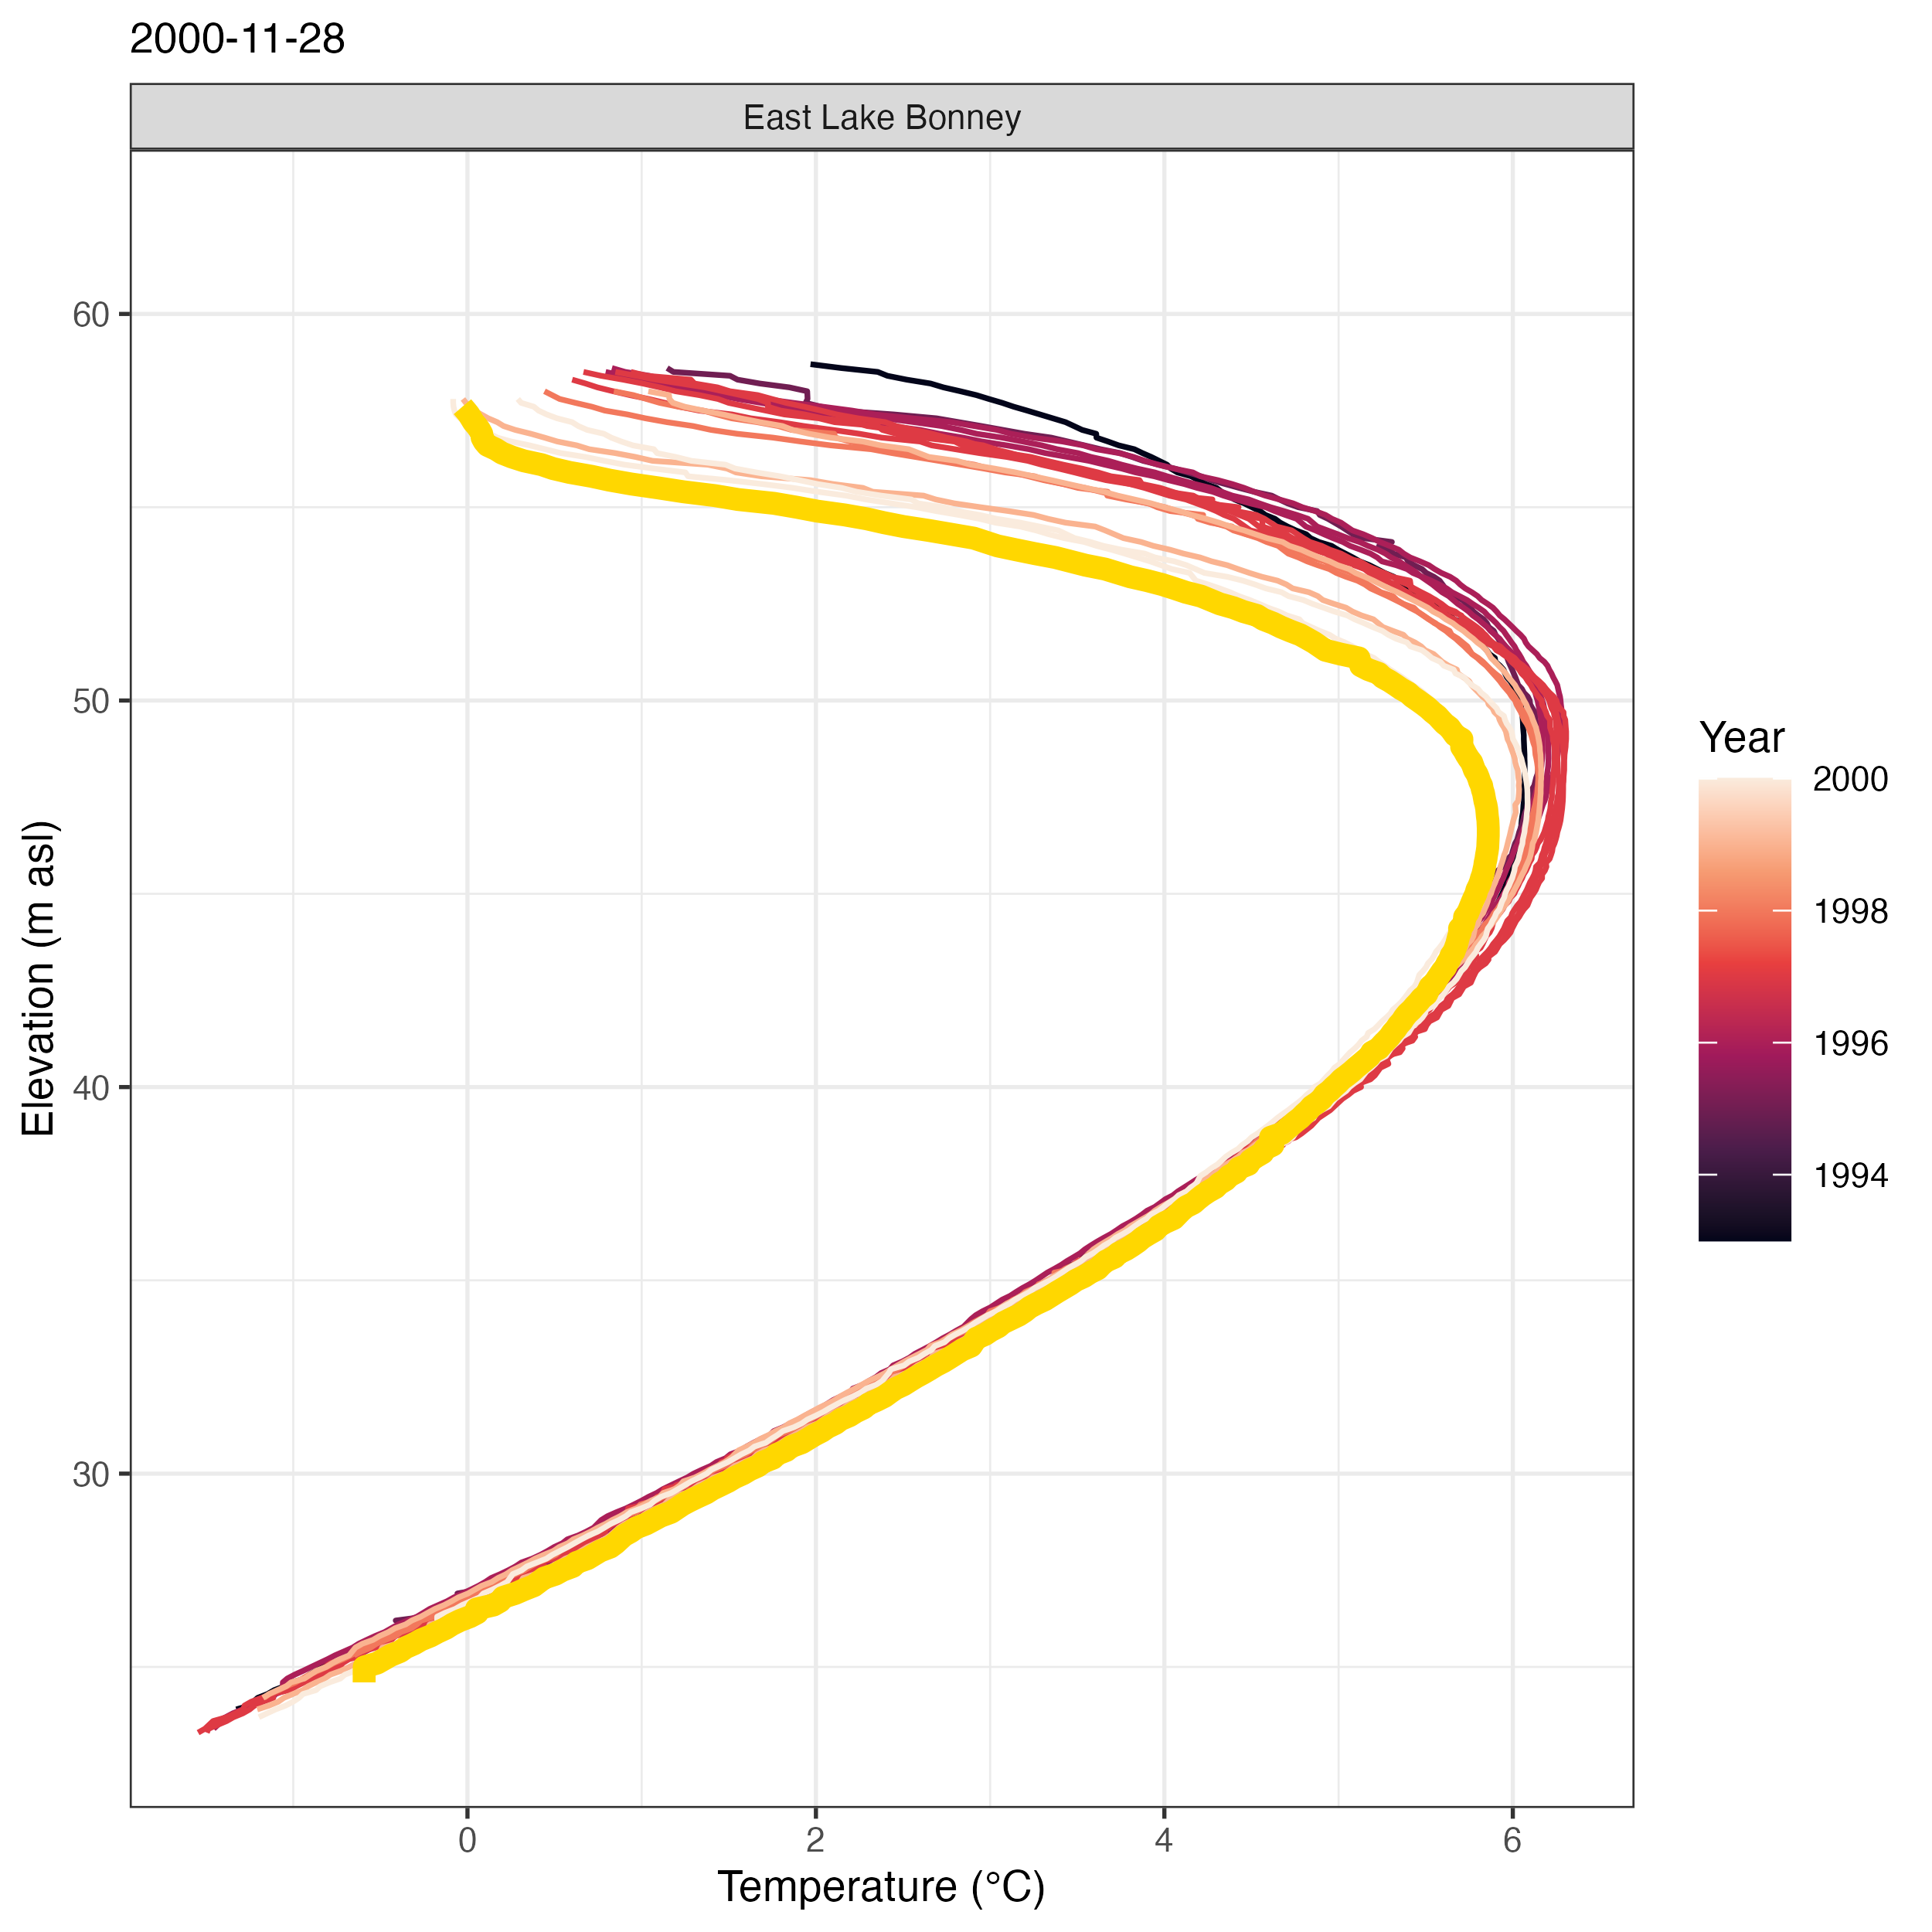 2000-11-28
East Lake Bonney
60
50
40
30
Elevation (m asl)
0 2 4 6
Temperature (°C)
Year
2000
1998
1996
1994